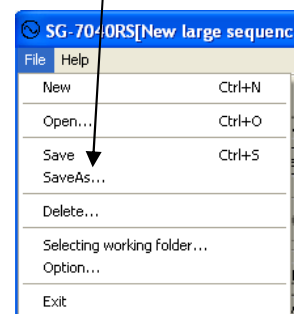 SG-7040RS[New large sequenc
File Help
New Ctrl+N
Open... Ctrl+O
Save Ctrl+S
SaveAs...
Delete...
Selecting working folder...
Option...
Exit